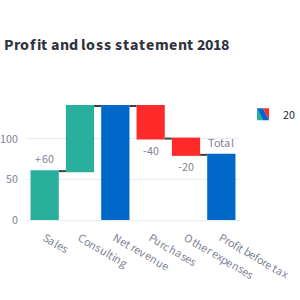 Profit and loss statement 2018
20
100
50
0
+60
-40
-20
Total
Sales
Consulting
Net revenue
Purchases
Other expenses
Profit before tax